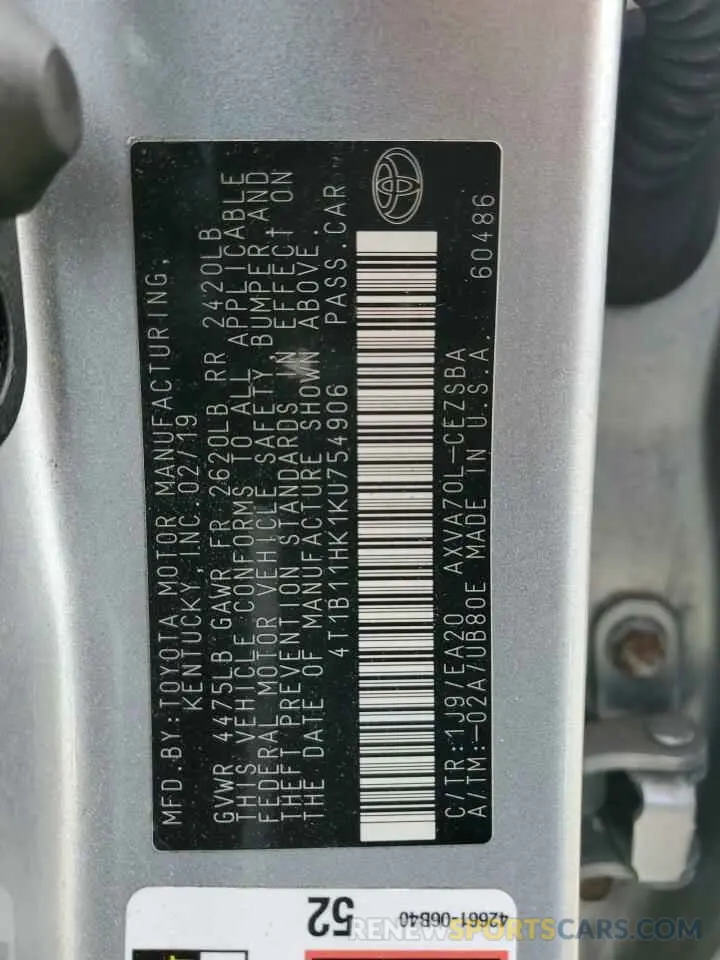 MFD.BY:TOYOTA MOTOR MANUFACTURING,
KENTUCKY,INC. 02/19
GVWR 4475LB GAWR FR 2620LB RR 2420LB
THIS VEHICLE CONFORMS TO ALL APPLICABLE
FEDERAL MOTOR VEHICLE SAFETY, BUMPER,AND
THEFT PREVENTION STANDARDS IN EFFECT ON
THE DATE OF MANUFACTURE SHOWN ABOVE.
4T1B11HK1KU754906 PASS.CAR
C/TR:1J9/EA20 AXVA70L-CEZSBA
A/TM:-02A/UB80E MADE IN U.S.A. 60486
52
42661-06B40
RENEWSPORTSCARS.COM